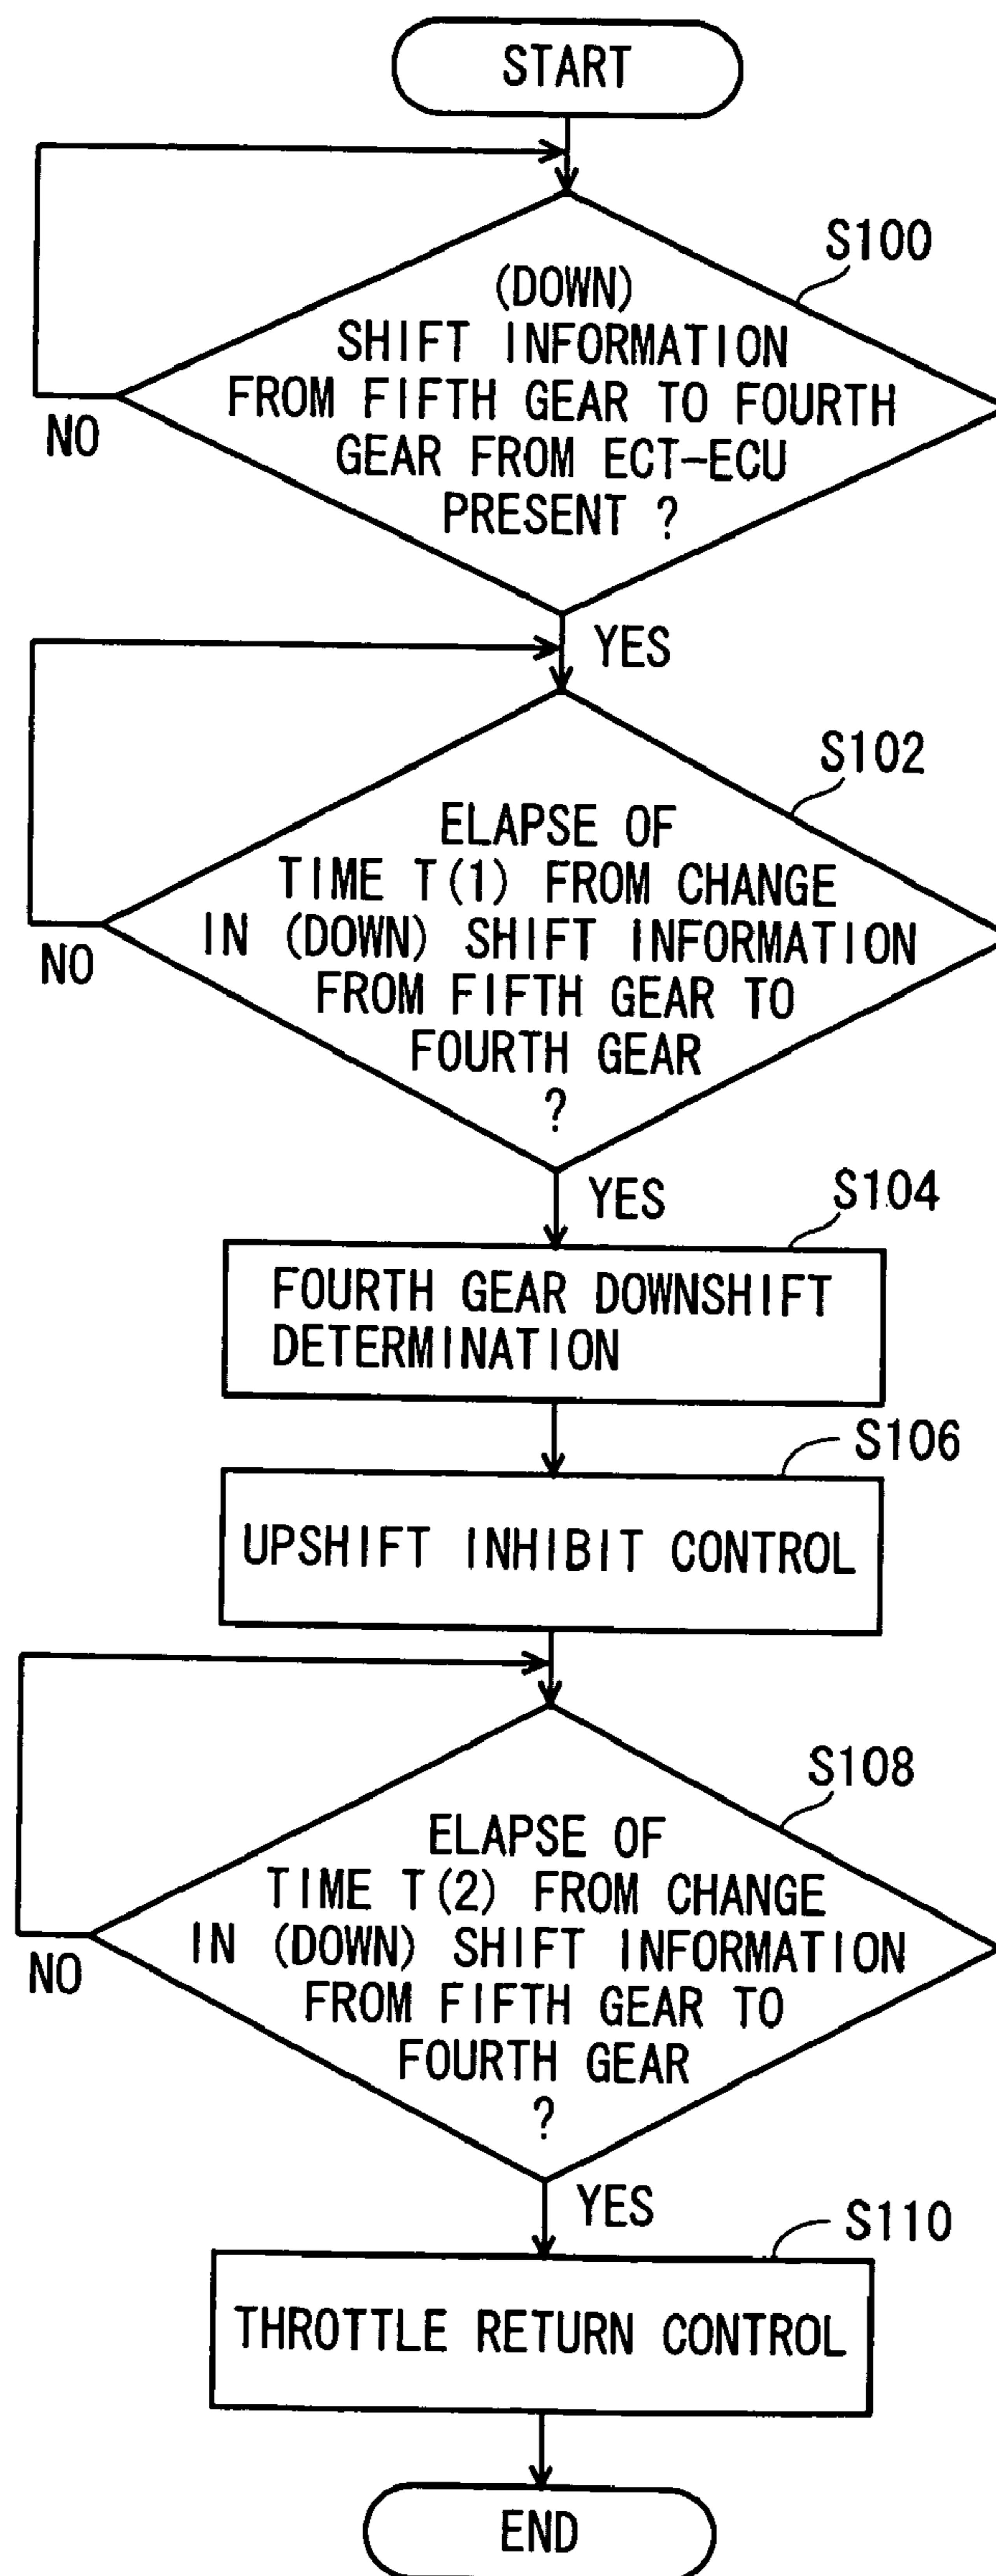 START
S100
(DOWN)
SHIFT INFORMATION
FROM FIFTH GEAR TO FOURTH
GEAR FROM ECT-ECU
PRESENT ?
NO
YES
S102
ELAPSE OF
TIME T(1) FROM CHANGE
IN (DOWN) SHIFT INFORMATION
FROM FIFTH GEAR TO
FOURTH GEAR
?
NO
YES
S104
FOURTH GEAR DOWNSHIFT
DETERMINATION
S106
UPSHIFT INHIBIT CONTROL
S108
ELAPSE OF
TIME T(2) FROM CHANGE
IN (DOWN) SHIFT INFORMATION
FROM FIFTH GEAR TO
FOURTH GEAR
?
NO
YES
S110
THROTTLE RETURN CONTROL
END